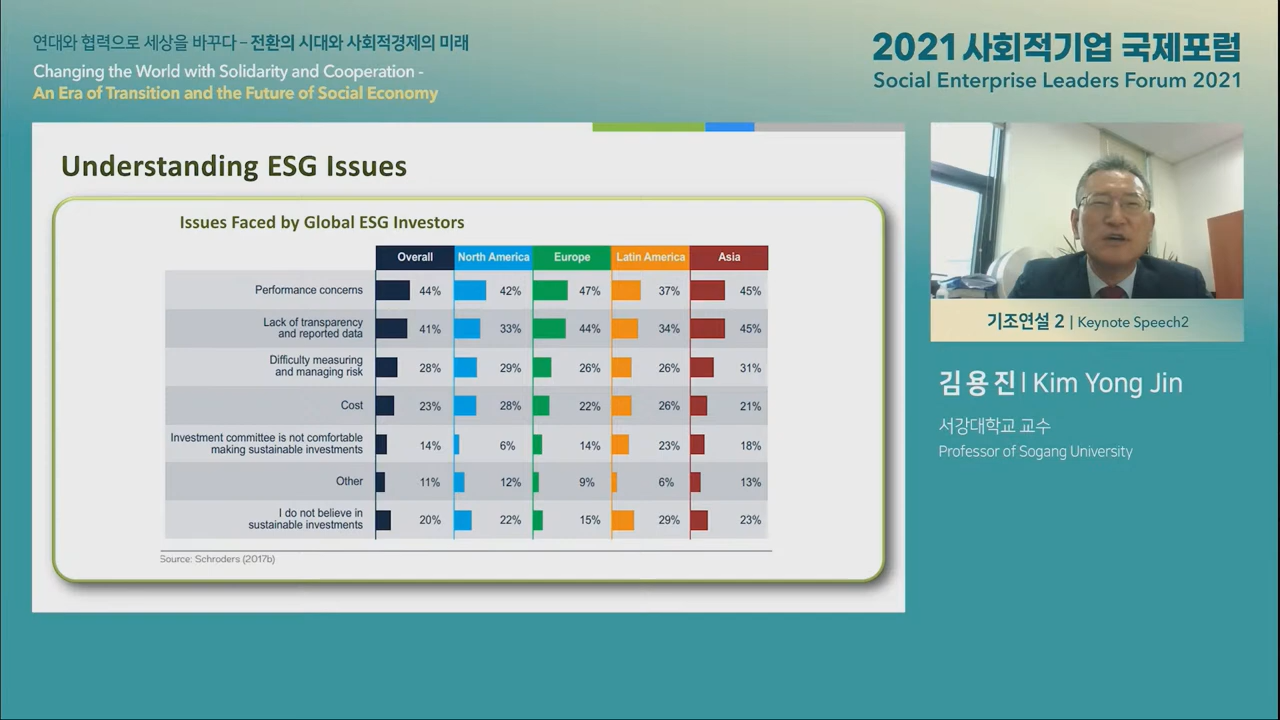 연대와 협력으로 세상을 바꾸다 – 전환의 시대와 사회적경제의 미래
Changing the World with Solidarity and Cooperation -
An Era of Transition and the Future of Social Economy
2021 사회적기업 국제포럼
Social Enterprise Leaders Forum 2021
Understanding ESG Issues
Issues Faced by Global ESG Investors
Overall North America Europe Latin America Asia
Performance concerns 44% 42% 47% 37% 45%
Lack of transparency
and reported data 41% 33% 44% 34% 45%
Difficulty measuring
and managing risk 28% 29% 26% 26% 31%
Cost 23% 28% 22% 26% 21%
Investment committee is not comfortable
making sustainable investments 14% 6% 14% 23% 18%
Other 11% 12% 9% 6% 13%
I do not believe in
sustainable investments 20% 22% 15% 29% 23%
Source: Schroders (2017b)
기조연설 2 | Keynote Speech2
김용진 | Kim Yong Jin
서강대학교 교수
Professor of Sogang University